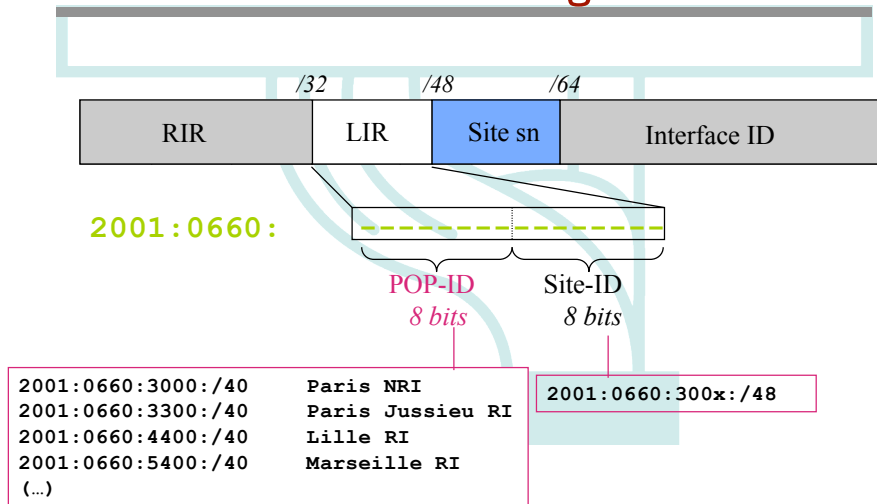 /32 /48 /64
RIR LIR Site sn Interface ID
2001:0660:
POP-ID Site-ID
8 bits 8 bits
2001:0660:3000:/40 Paris NRI
2001:0660:3300:/40 Paris Jussieu RI
2001:0660:4400:/40 Lille RI
2001:0660:5400:/40 Marseille RI
(…)
2001:0660:300x:/48